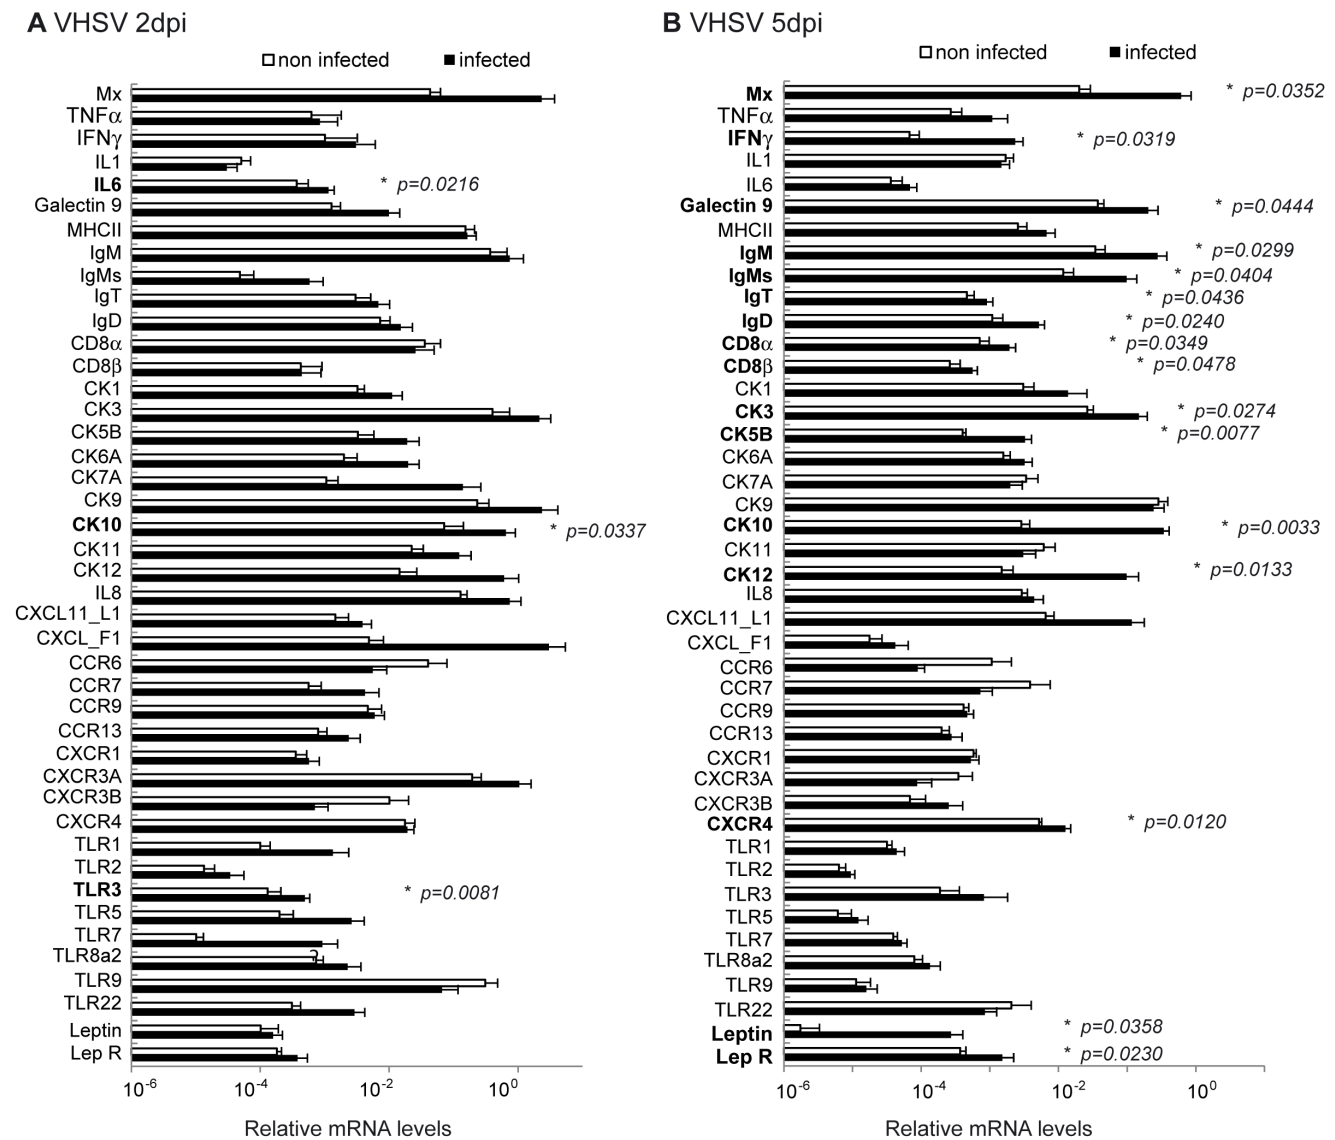 A VHSV 2dpi
non infected infected
Mx
TNFα
IFNγ
IL1
IL6 * p=0.0216
Galectin 9
MHCII
IgM
IgMs
IgT
IgD
CD8α
CD8β
CK1
CK3
CK5B
CK6A
CK7A
CK9
CK10 * p=0.0337
CK11
CK12
IL8
CXCL11_L1
CXCL_F1
CCR6
CCR7
CCR9
CCR13
CXCR1
CXCR3A
CXCR3B
CXCR4
TLR1
TLR2
TLR3 * p=0.0081
TLR5
TLR7
TLR8a2 ?
TLR9
TLR22
Leptin
Lep R
10-6 10-4 10-2 100
Relative mRNA levels
B VHSV 5dpi
non infected infected
Mx * p=0.0352
TNFα
IFNγ * p=0.0319
IL1
IL6
Galectin 9 * p=0.0444
MHCII
IgM * p=0.0299
IgMs * p=0.0404
IgT * p=0.0436
IgD * p=0.0240
CD8α * p=0.0349
CD8β * p=0.0478
CK1
CK3 * p=0.0274
CK5B * p=0.0077
CK6A
CK7A
CK9
CK10 * p=0.0033
CK11
CK12 * p=0.0133
IL8
CXCL11_L1
CXCL_F1
CCR6
CCR7
CCR9
CCR13
CXCR1
CXCR3A
CXCR3B
CXCR4 * p=0.0120
TLR1
TLR2
TLR3
TLR5
TLR7
TLR8a2
TLR9
TLR22
Leptin * p=0.0358
Lep R * p=0.0230
10-6 10-4 10-2 100
Relative mRNA levels